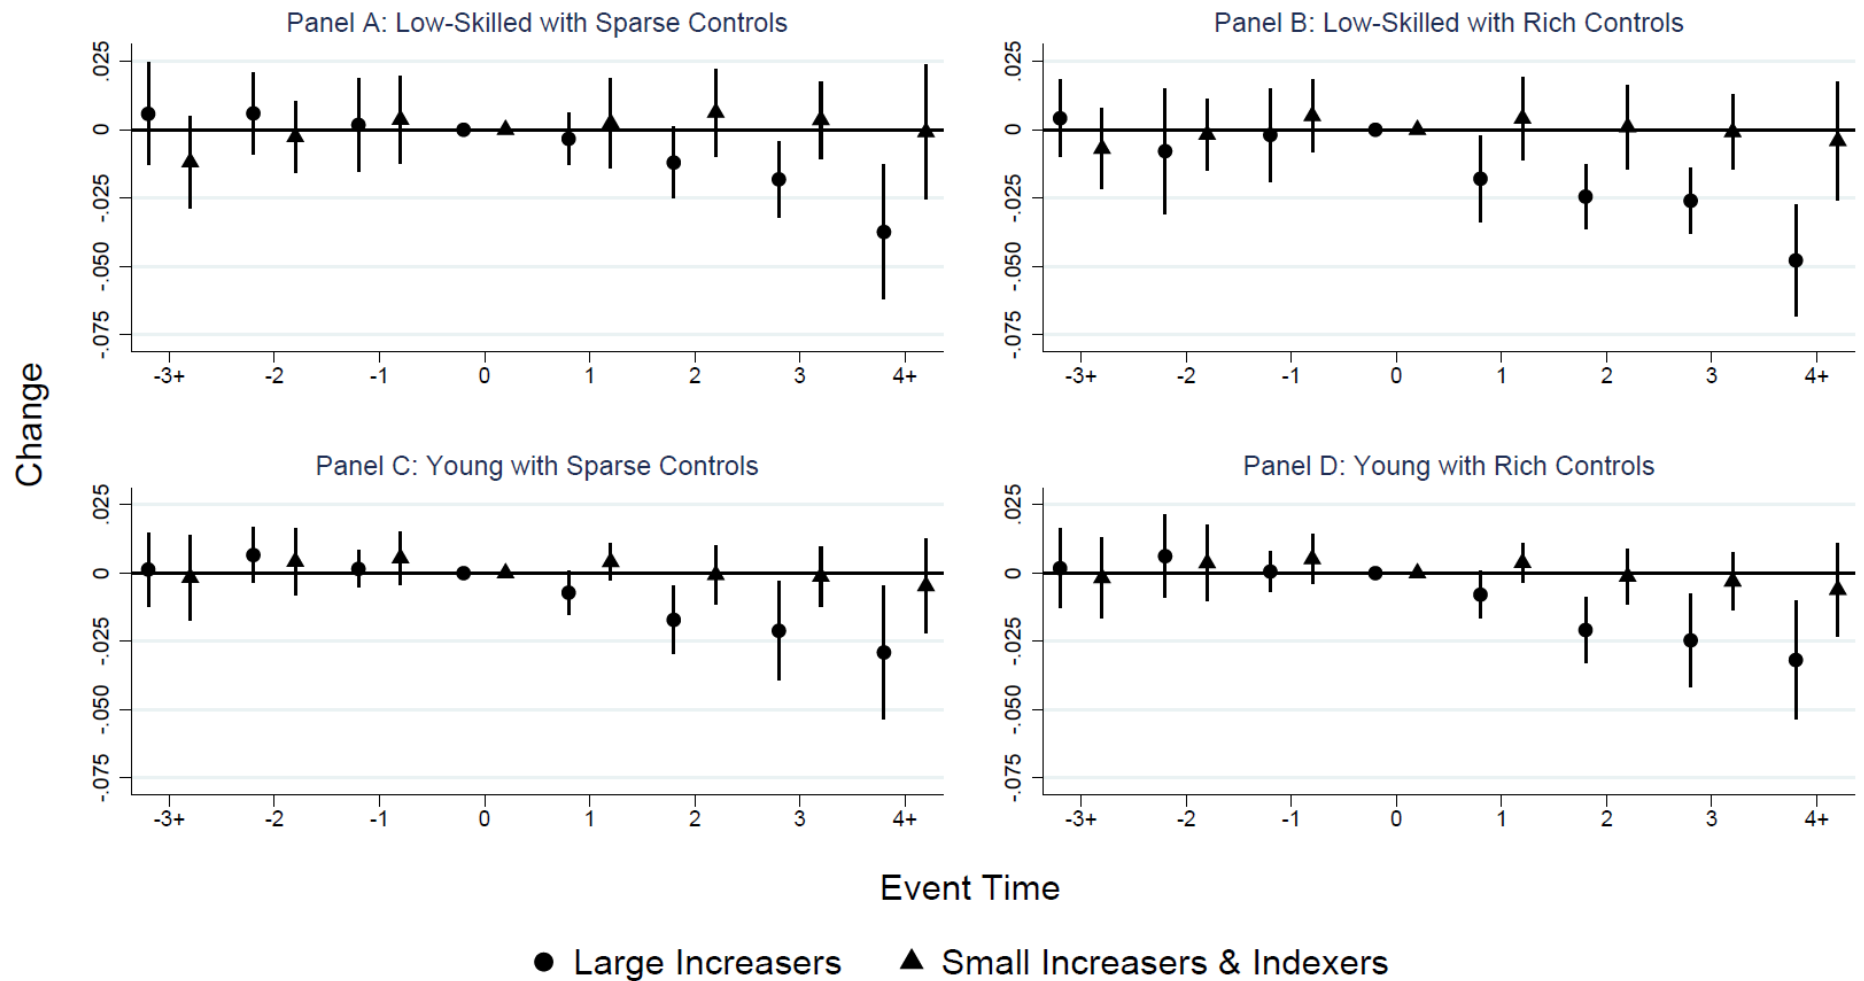 Panel A: Low-Skilled with Sparse Controls
.025
0
-.025
-.050
-.075
-3+ -2 -1 0 1 2 3 4+
Panel B: Low-Skilled with Rich Controls
.025
0
-.025
-.050
-.075
-3+ -2 -1 0 1 2 3 4+
Change
Panel C: Young with Sparse Controls
.025
0
-.025
-.050
-.075
-3+ -2 -1 0 1 2 3 4+
Panel D: Young with Rich Controls
.025
0
-.025
-.050
-.075
-3+ -2 -1 0 1 2 3 4+
Event Time
Large Increasers Small Increasers & Indexers